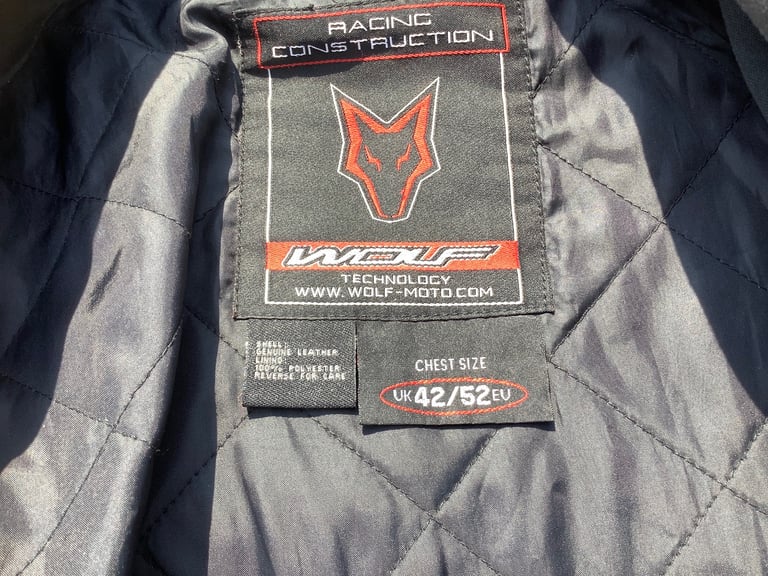 RACING
CONSTRUCTION
WOLF
TECHNOLOGY
WWW.WOLF-MOTO.COM
SHELL:
GENUINE LEATHER
LINING:
100% POLYESTER
REVERSE FOR CARE
CHEST SIZE
UK 42/52 EU